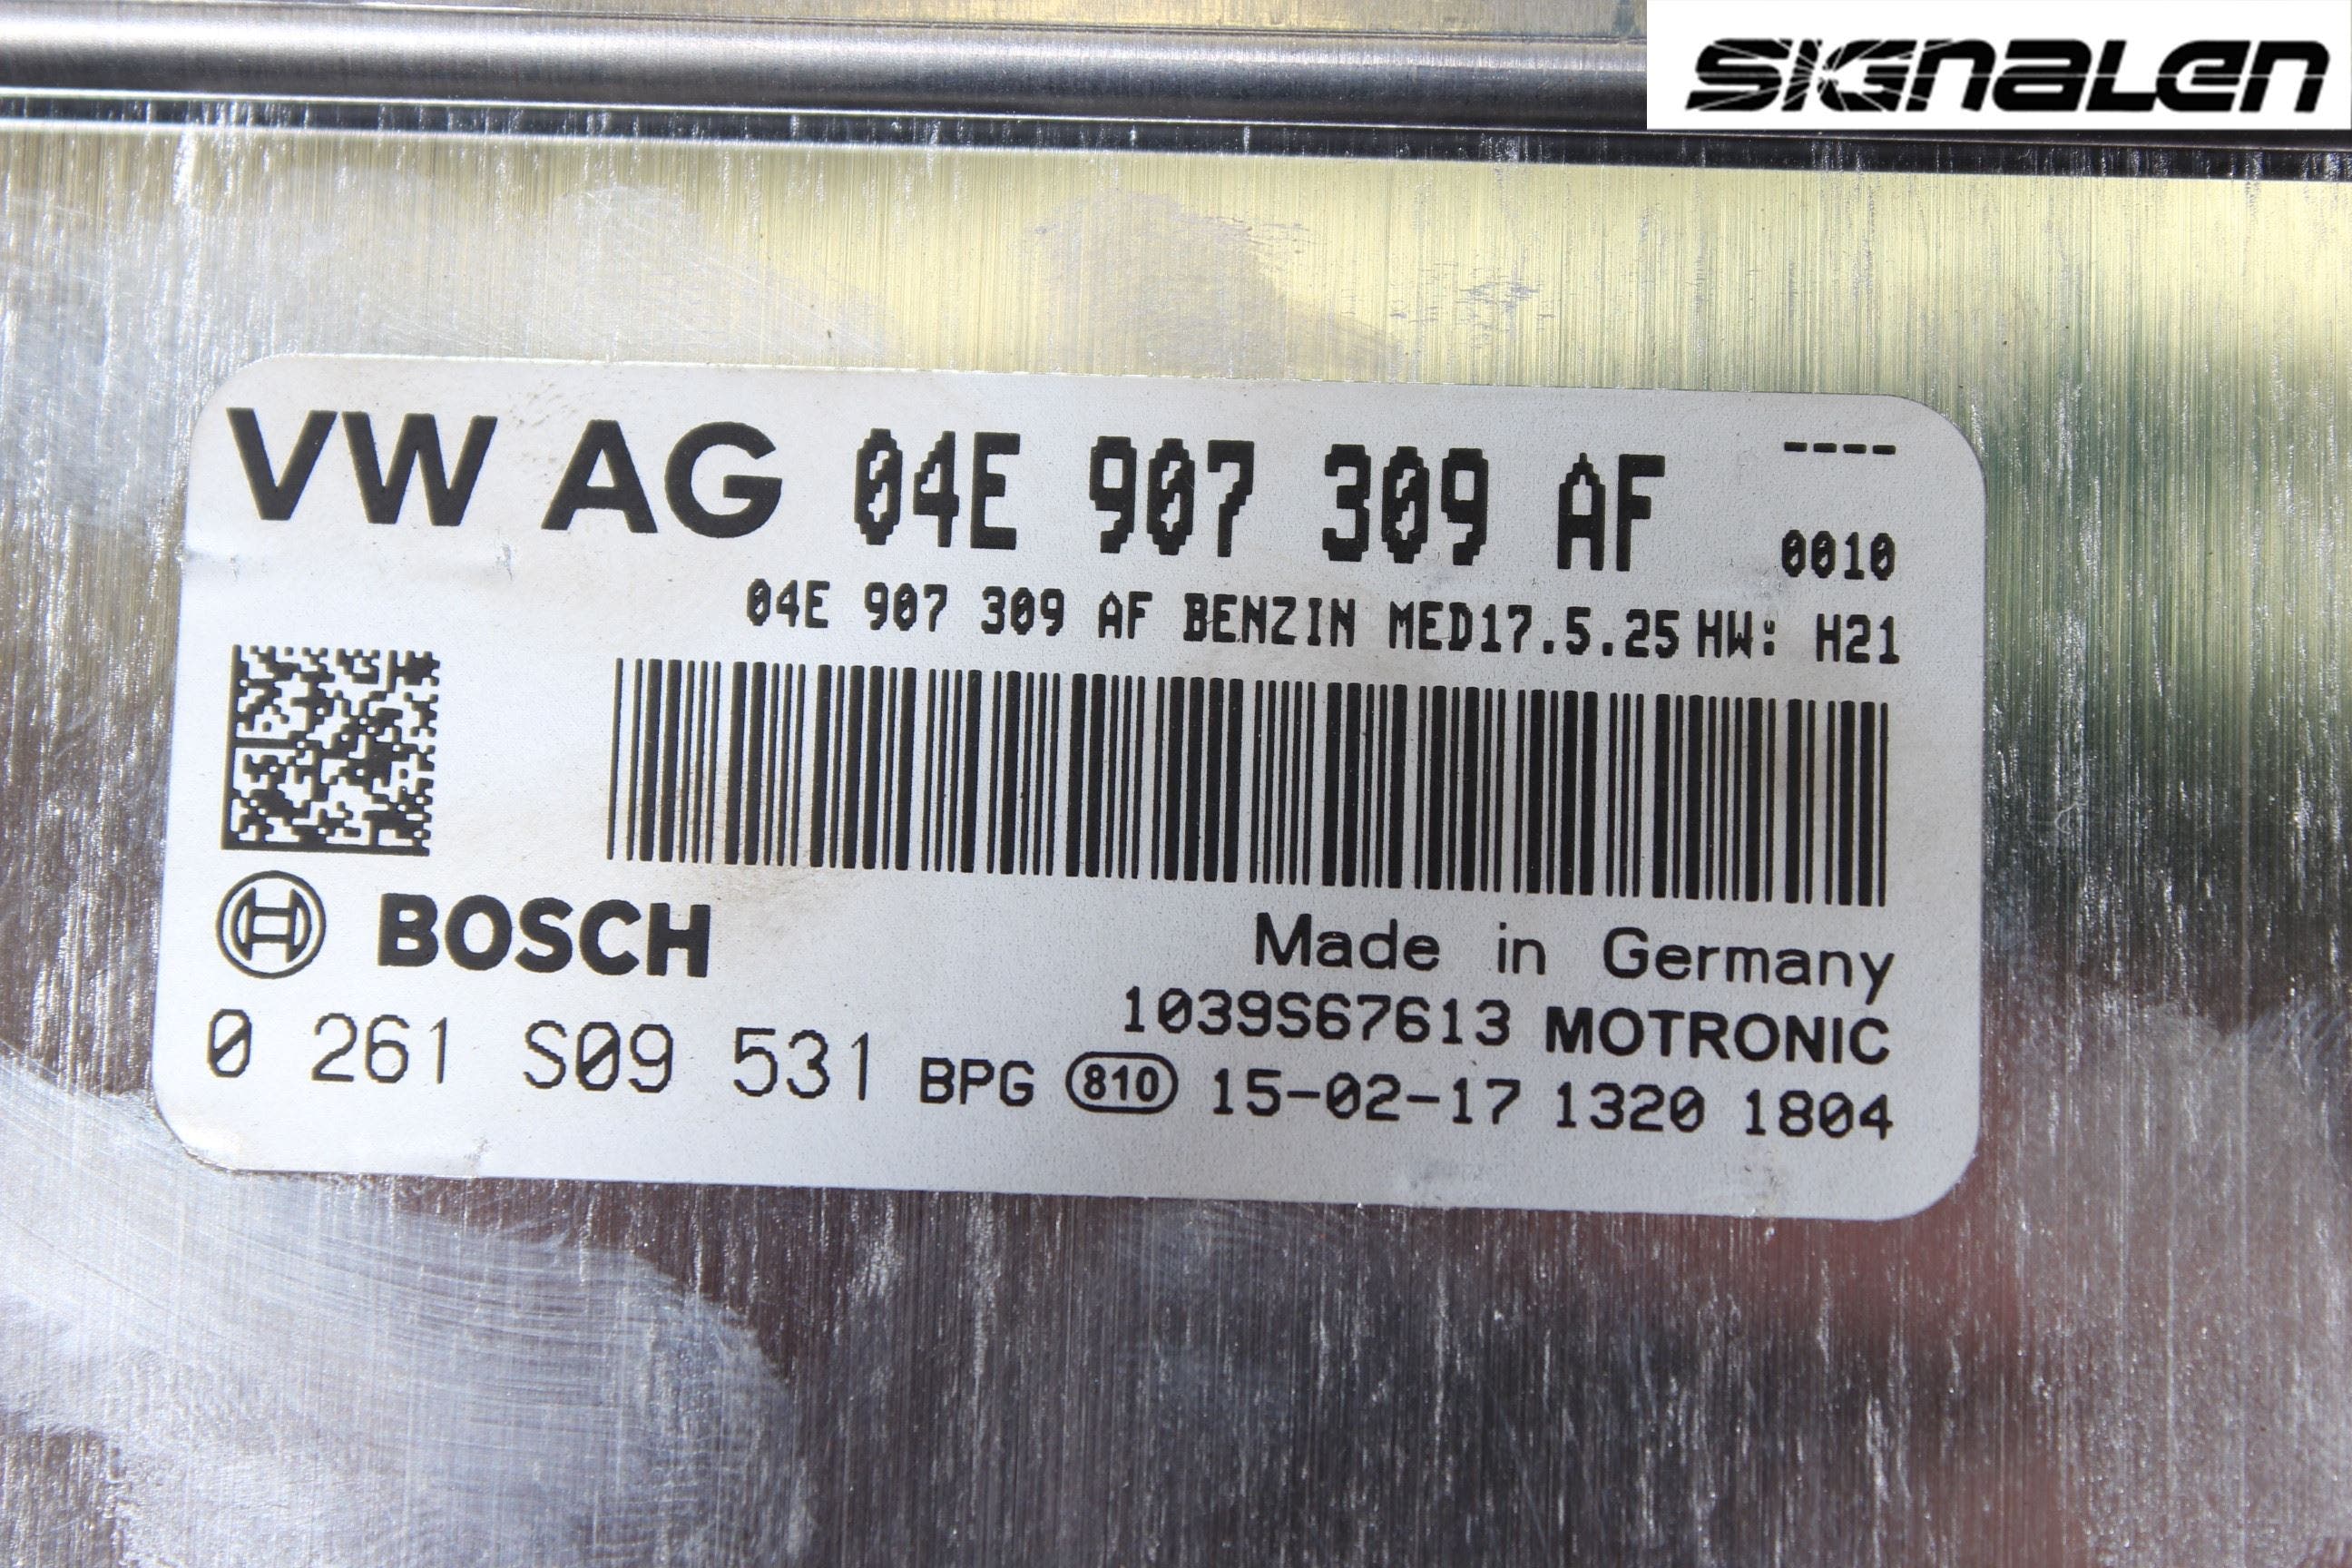 SIGNALEN
VW AG 04E 907 309 AF ----
0010
04E 907 309 AF BENZIN MED17.5.25 HW: H21
BOSCH
Made in Germany
1039S67613 MOTRONIC
0 261 S09 531 BPG 810 15-02-17 1320 1804